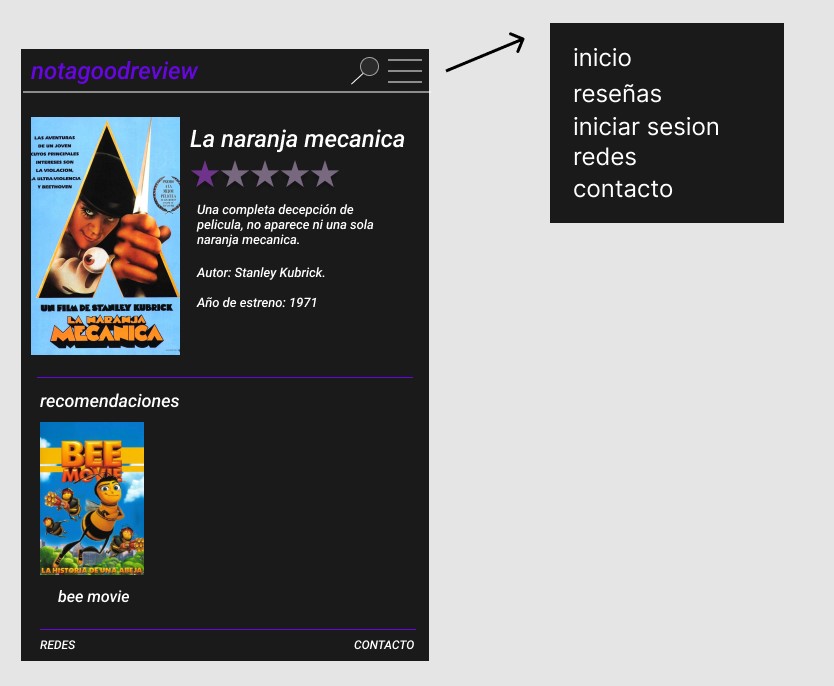 notagoodreview
inicio
reseñas
iniciar sesion
redes
contacto
LAS AVENTURAS
DE UN JOVEN
CUYOS PRINCIPALES
INTERESES SON
LA VIOLACION,
LA ULTRA-VIOLENCIA
Y BEETHOVEN
UN FILM DE STANLEY KUBRICK
LA NARANJA
MECANICA
La naranja mecanica
Una completa decepción de
pelicula, no aparece ni una sola
naranja mecanica.
Autor: Stanley Kubrick.
Año de estreno: 1971
recomendaciones
BEE
MOVIE
LA HISTORIA DE UNA ABEJA
bee movie
REDES
CONTACTO